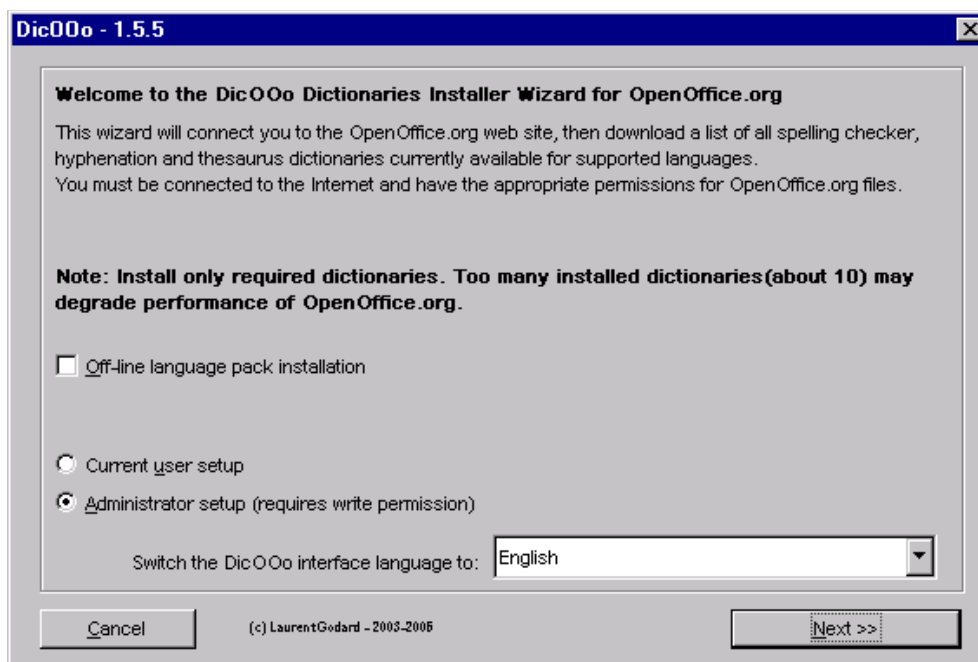 DicOOo - 1.5.5
Welcome to the DicOOo Dictionaries Installer Wizard for OpenOffice.org
This wizard will connect you to the OpenOffice.org web site, then download a list of all spelling checker,
hyphenation and thesaurus dictionaries currently available for supported languages.
You must be connected to the Internet and have the appropriate permissions for OpenOffice.org files.
Note: Install only required dictionaries. Too many installed dictionaries(about 10) may
degrade performance of OpenOffice.org.
Off-line language pack installation
Current user setup
Administrator setup (requires write permission)
Switch the DicOOo interface language to: English
Cancel (c) LaurentGodard - 2003-2005 Next >>